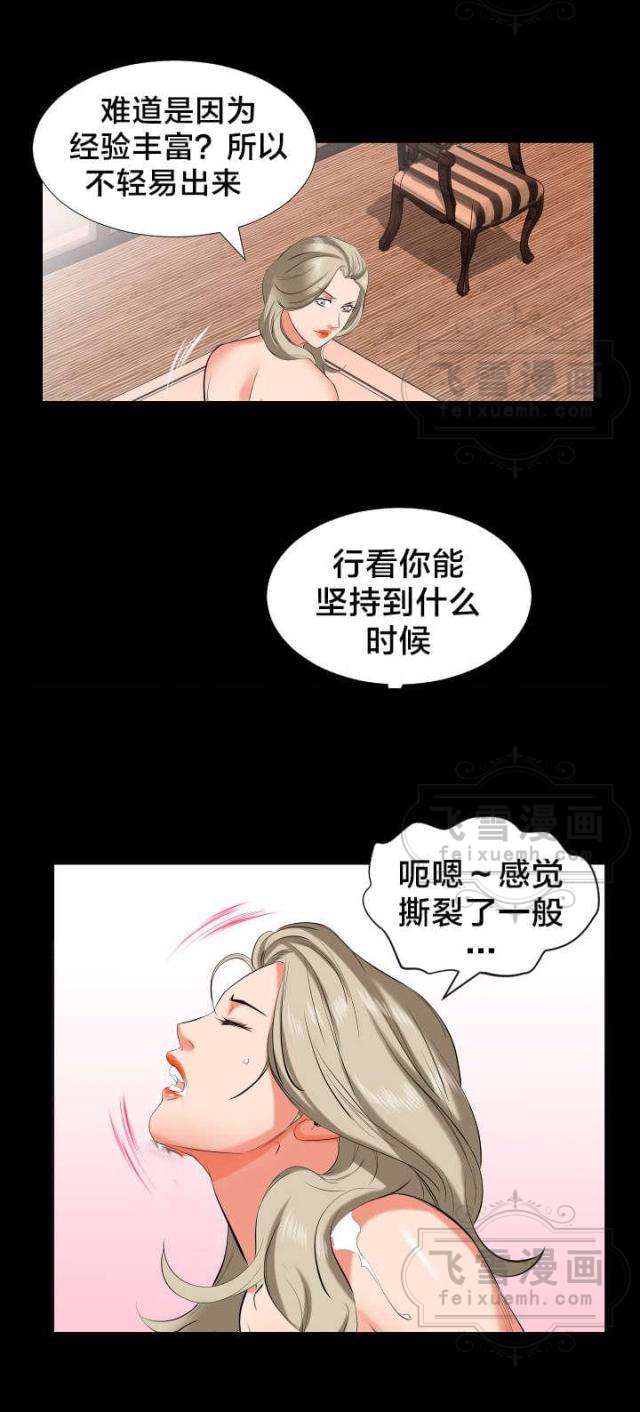 难道是因为
经验丰富？所以
不轻易出来
飞雪漫画
feixuemh.com
行看你能
坚持到什么
时候
飞雪漫画
feixuemh.com
呃嗯～感觉
撕裂了一般
...
飞雪漫画
feixuemh.com